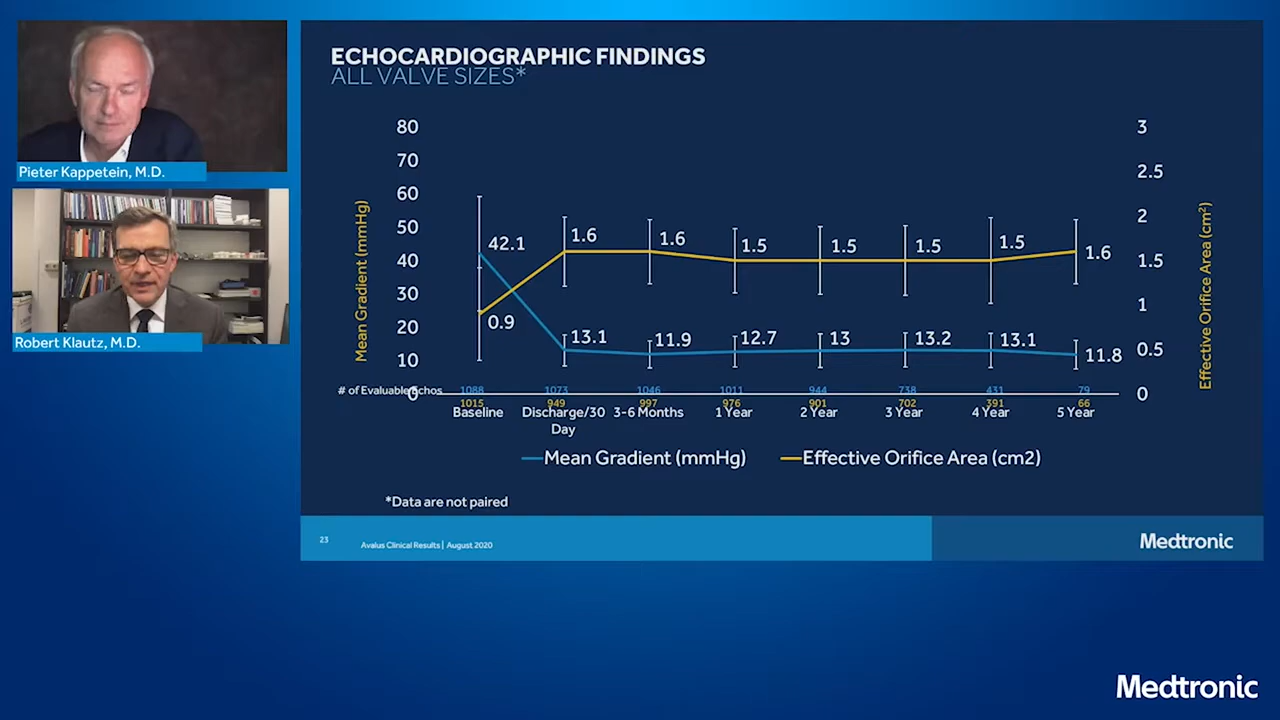 Pieter Kappetein, M.D.
Robert Klautz, M.D.
ECHOCARDIOGRAPHIC FINDINGS
ALL VALVE SIZES*
Mean Gradient (mmHg)
80
70
60
50
40
30
20
10
0
3
2.5
2
1.5
1
0.5
0
Effective Orifice Area (cm²)
42.1
13.1
11.9
12.7
13
13.2
13.1
11.8
0.9
1.6
1.6
1.5
1.5
1.5
1.5
1.6
# of Evaluable Echos
1088 1073 1046 1011 944 738 431 79
1015 949 997 976 901 702 391 66
Baseline Discharge/30 3-6 Months 1 Year 2 Year 3 Year 4 Year 5 Year
Day
Mean Gradient (mmHg) Effective Orifice Area (cm2)
*Data are not paired
23 Avalus Clinical Results | August 2020
Medtronic
Medtronic